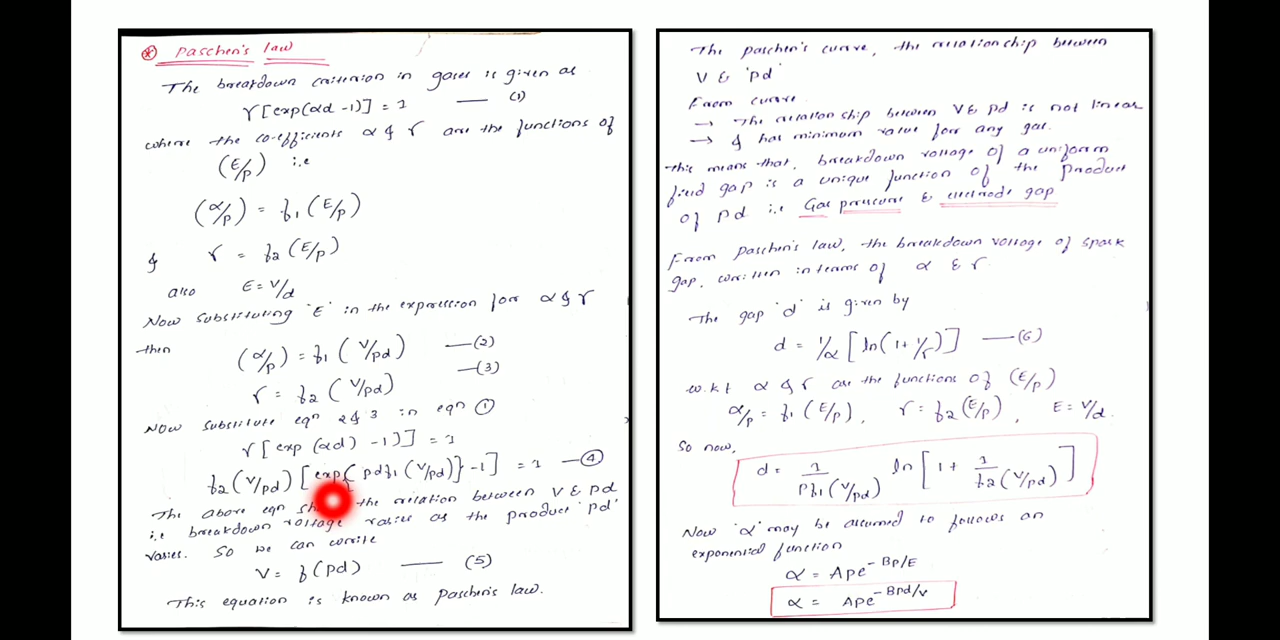 * Paschen's law
The breakdown criterion in gases is given as
γ[exp(αd -1)] = 1 — (1)
where the co-efficients α & γ are the functions of
(E/p) i.e
(α/p) = f1 (E/p)
& γ = f2 (E/p)
also E = V/d
Now substituting 'E' in the expression for α & γ
then (α/p) = f1 (V/pd) —(2)
γ = f2 (V/pd) —(3)
Now substitute eqn 2 & 3 in eqn ①
γ[exp (αd) -1)] = 1
f2 (V/pd) [exp{ pdf1 (V/pd)} -1] = 1 —④
The above eqn the relation between V & pd
i.e breakdown voltage varies as the product 'pd'
varies. So we can write
V = f(pd) — (5)
This equation is known as Paschen's law.
The Paschen's curve, the relationship between
V & 'pd'
From curve
→ The relationship between V & pd is not linear
→ & has minimum value for any gas.
This means that, breakdown voltage of a uniform
field gap is a unique function of the product
of pd i.e Gas pressure & electrode gap
From Paschen's law, the breakdown voltage of spark
gap, written in terms of α & γ.
The gap 'd' is given by
d = 1/α [ln(1 + 1/γ)] —(6)
w.k.t α & γ are the functions of (E/p)
α/p = f1 (E/p), γ = f2 (E/p), E = V/d.
So now,
d = 1/pf1(V/pd) ln [1 + 1/f2(V/pd)]
Now 'α' may be assumed to follows an
exponential function
α = Ape^-Bp/E
α = Ape^-Bpd/V